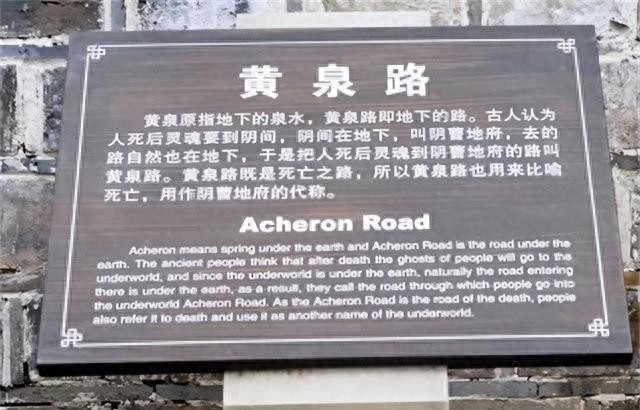 黄泉路
黄泉原指地下的泉水，黄泉路即地下的路。古人认为
人死后灵魂要到阴间，阴间在地下，叫阴曹地府，去的
路自然也在地下，于是把人死后灵魂到阴曹地府的路叫
黄泉路。黄泉路既是死亡之路，所以黄泉路也用来比喻
死亡，用作阴曹地府的代称。
Acheron Road
Acheron means spring under the earth and Acheron Road is the road under the
earth. The ancient people think that after death the ghosts of people will go to the
underworld, and since the underworld is under the earth, naturally the road entering
there is under the earth, as a result, they call the road through which people go into
the underworld Acheron Road. As the Acheron Road is the road of the death, people
also refer it to death and use it as another name of the underworld.